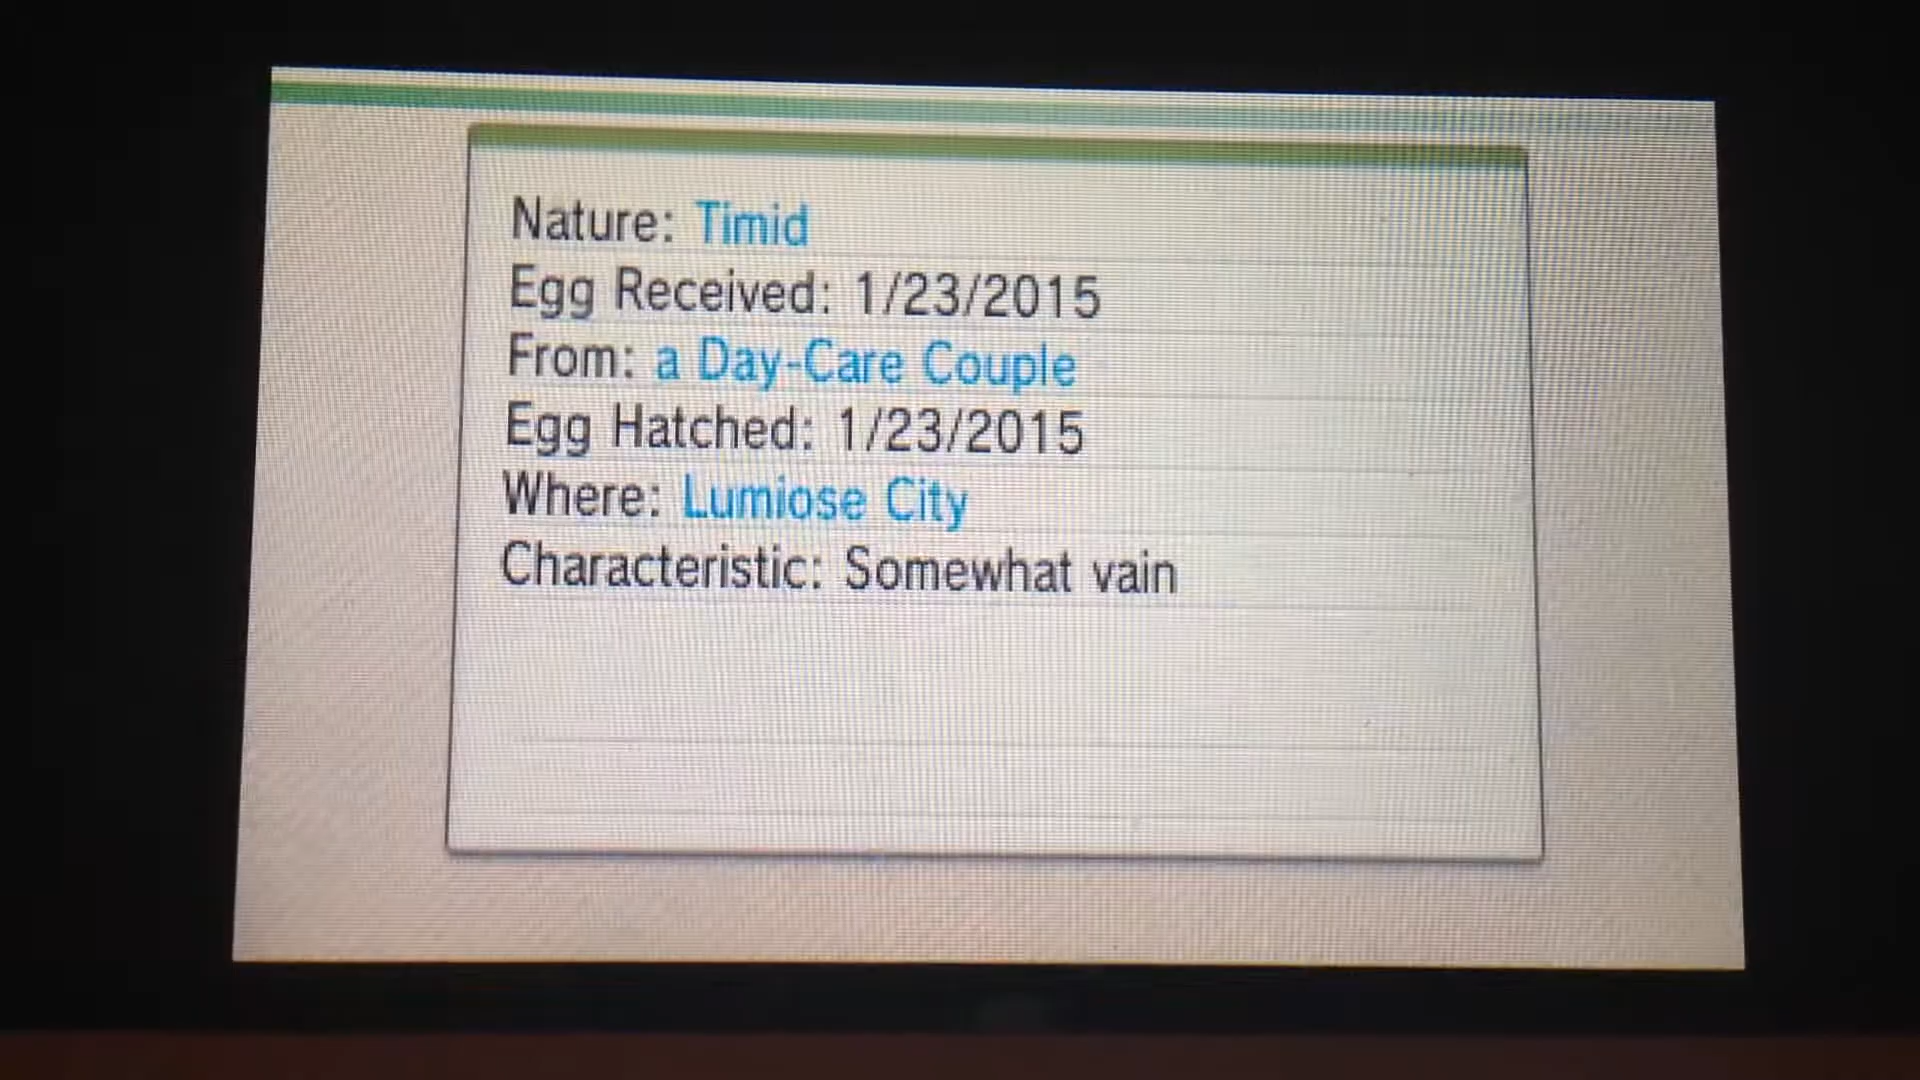 Nature: Timid
Egg Received: 1/23/2015
From: a Day-Care Couple
Egg Hatched: 1/23/2015
Where: Lumiose City
Characteristic: Somewhat vain